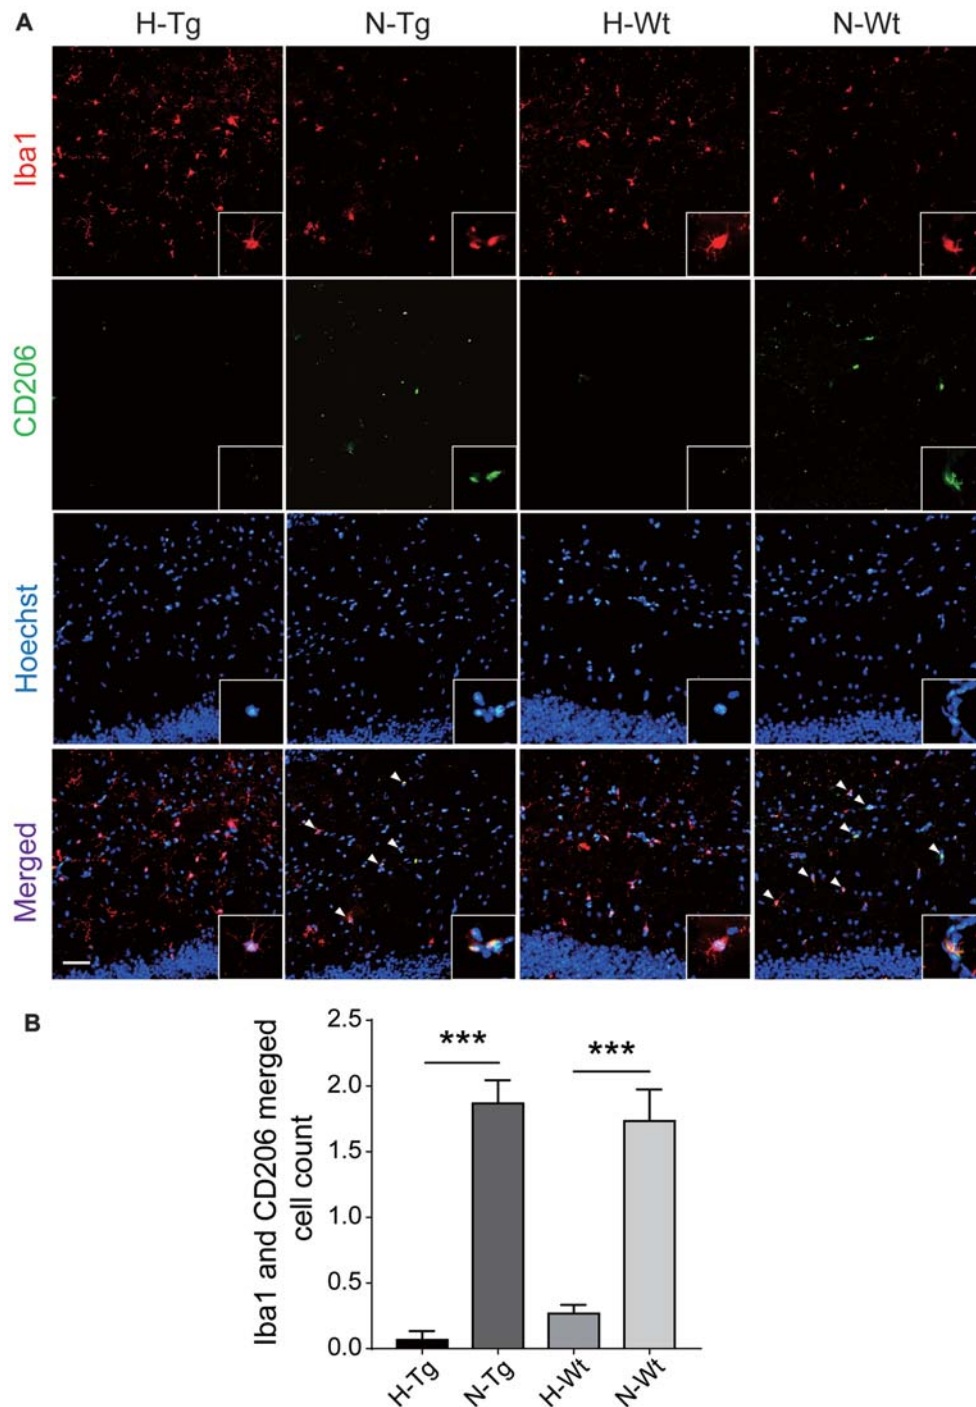 A
H-Tg N-Tg H-Wt N-Wt
Iba1
CD206
Hoechst
Merged
B
Iba1 and CD206 merged
cell count
2.5
2.0
1.5
1.0
0.5
0.0
***
***
H-Tg N-Tg H-Wt N-Wt